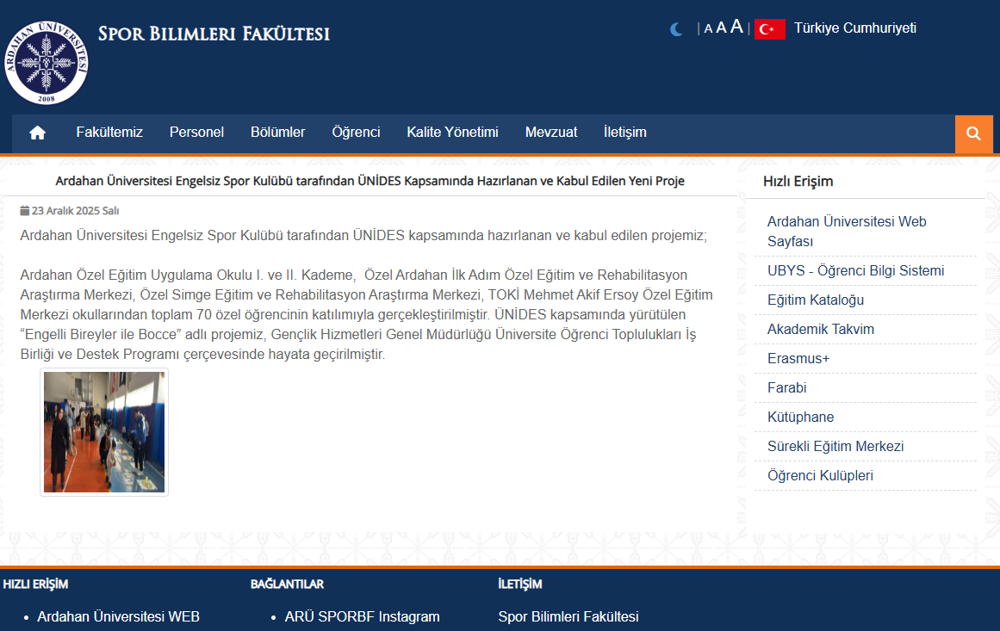 ARDAHAN ÜNİVERSİTESİ
2008
SPOR BILIMLERI FAKÜLTESI
| A A A | Türkiye Cumhuriyeti
Fakültemiz Personel Bölümler Öğrenci Kalite Yönetimi Mevzuat İletişim
Ardahan Üniversitesi Engelsiz Spor Kulübü tarafından ÜNİDES Kapsamında Hazırlanan ve Kabul Edilen Yeni Proje
23 Aralık 2025 Salı
Ardahan Üniversitesi Engelsiz Spor Kulübü tarafından ÜNİDES kapsamında hazırlanan ve kabul edilen projemiz;
Ardahan Özel Eğitim Uygulama Okulu I. ve II. Kademe,  Özel Ardahan İlk Adım Özel Eğitim ve Rehabilitasyon
Araştırma Merkezi, Özel Simge Eğitim ve Rehabilitasyon Araştırma Merkezi, TOKİ Mehmet Akif Ersoy Özel Eğitim
Merkezi okullarından toplam 70 özel öğrencinin katılımıyla gerçekleştirilmiştir. ÜNİDES kapsamında yürütülen
“Engelli Bireyler ile Bocce” adlı projemiz, Gençlik Hizmetleri Genel Müdürlüğü Üniversite Öğrenci Toplulukları İş
Birliği ve Destek Programı çerçevesinde hayata geçirilmiştir.
Hızlı Erişim
Ardahan Üniversitesi Web
Sayfası
UBYS - Öğrenci Bilgi Sistemi
Eğitim Kataloğu
Akademik Takvim
Erasmus+
Farabi
Kütüphane
Sürekli Eğitim Merkezi
Öğrenci Kulüpleri
HIZLI ERİŞİM
• Ardahan Üniversitesi WEB
BAĞLANTILAR
• ARÜ SPORBF Instagram
İLETİŞİM
Spor Bilimleri Fakültesi